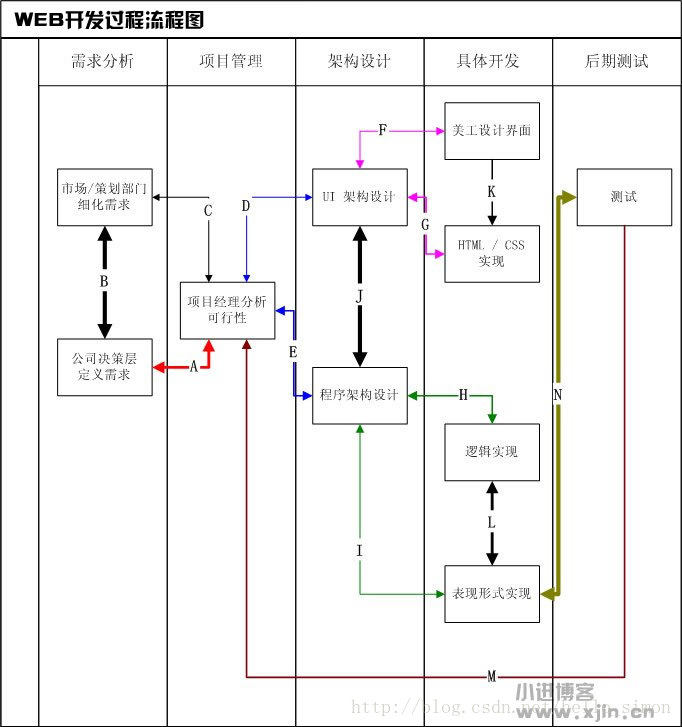 WEB开发过程流程图
需求分析
项目管理
架构设计
具体开发
后期测试
美工设计界面
F
K
市场/策划部门
细化需求
C
D
UI 架构设计
G
测试
HTML / CSS
实现
B
J
项目经理分析
可行性
E
公司决策层
定义需求
A
程序架构设计
H
N
逻辑实现
L
I
表现形式实现
M
小进博客
http://blog.csdn.net/hello_simon
www.xjin.cn